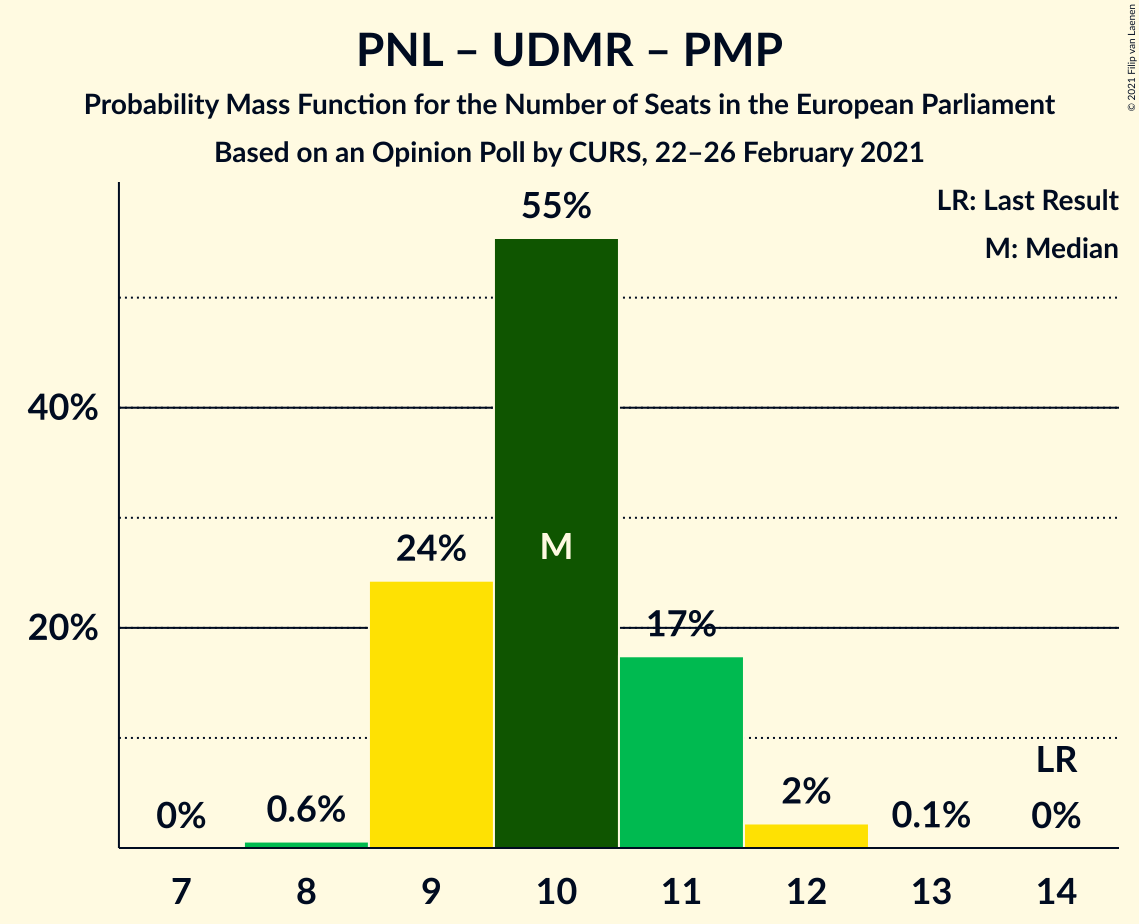 PNL – UDMR – PMP
Probability Mass Function for the Number of Seats in the European Parliament
Based on an Opinion Poll by CURS, 22–26 February 2021
© 2021 Filip van Laenen
LR: Last Result
M: Median
55%
40%
24%
M
20%
17%
LR
0%
0.6%
2%
0.1%
0%
7
8
9
10
11
12
13
14